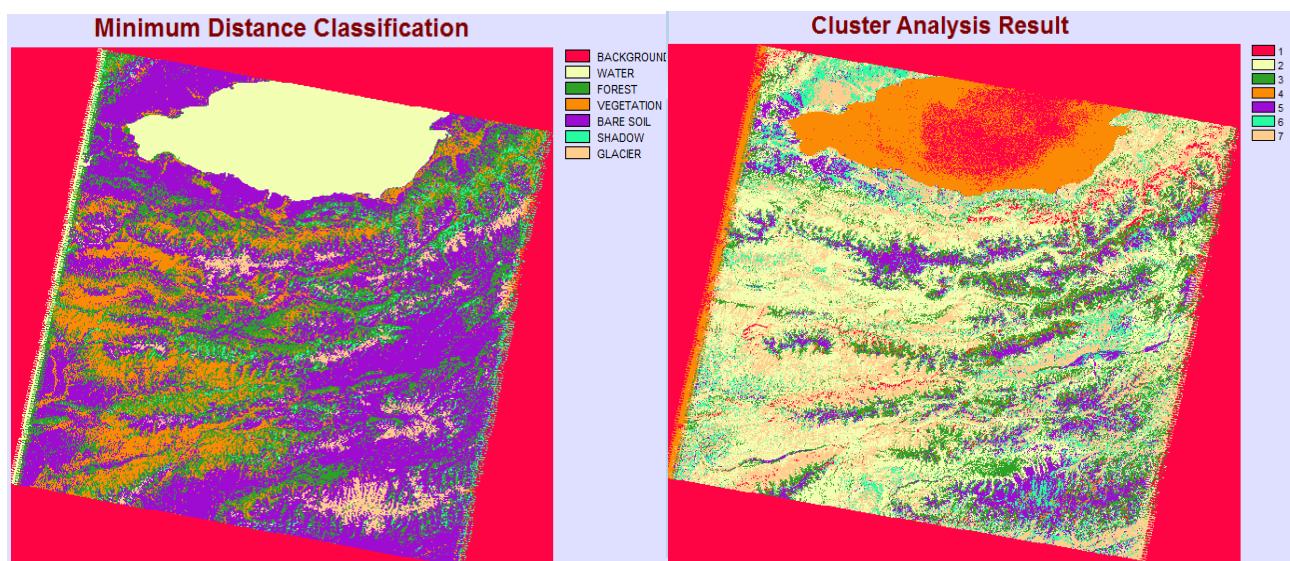 Minimum Distance Classification
BACKGROUND
WATER
FOREST
VEGETATION
BARE SOIL
SHADOW
GLACIER
Cluster Analysis Result
1
2
3
4
5
6
7